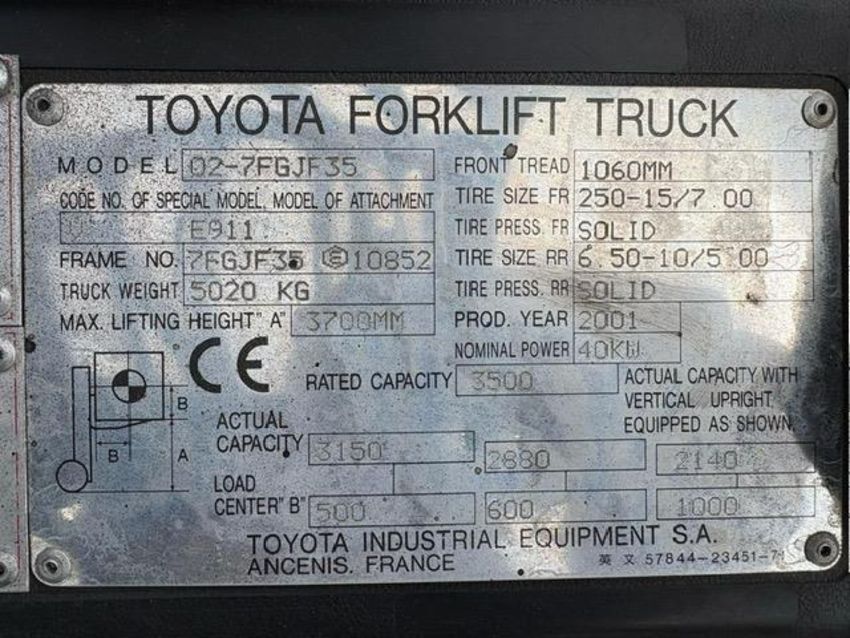 TOYOTA FORKLIFT TRUCK
MODEL 02-7FGJF35
CODE NO. OF SPECIAL MODEL, MODEL OF ATTACHMENT
E911
FRAME NO. 7FGJF35 E 10852
TRUCK WEIGHT 5020 KG
MAX. LIFTING HEIGHT" A" 3700MM
FRONT TREAD 1060MM
TIRE SIZE FR 250-15/7.00
TIRE PRESS. FR SOLID
TIRE SIZE RR 6.50-10/5.00
TIRE PRESS. RR SOLID
PROD. YEAR 2001
NOMINAL POWER 40KW
B
B
A
CE
RATED CAPACITY 3500
ACTUAL CAPACITY WITH
VERTICAL UPRIGHT
EQUIPPED AS SHOWN.
ACTUAL
CAPACITY 3150 2880 2140
LOAD
CENTER" B" 500 600 1000
TOYOTA INDUSTRIAL EQUIPMENT S.A.
ANCENIS. FRANCE
英 文 57844-23451-71